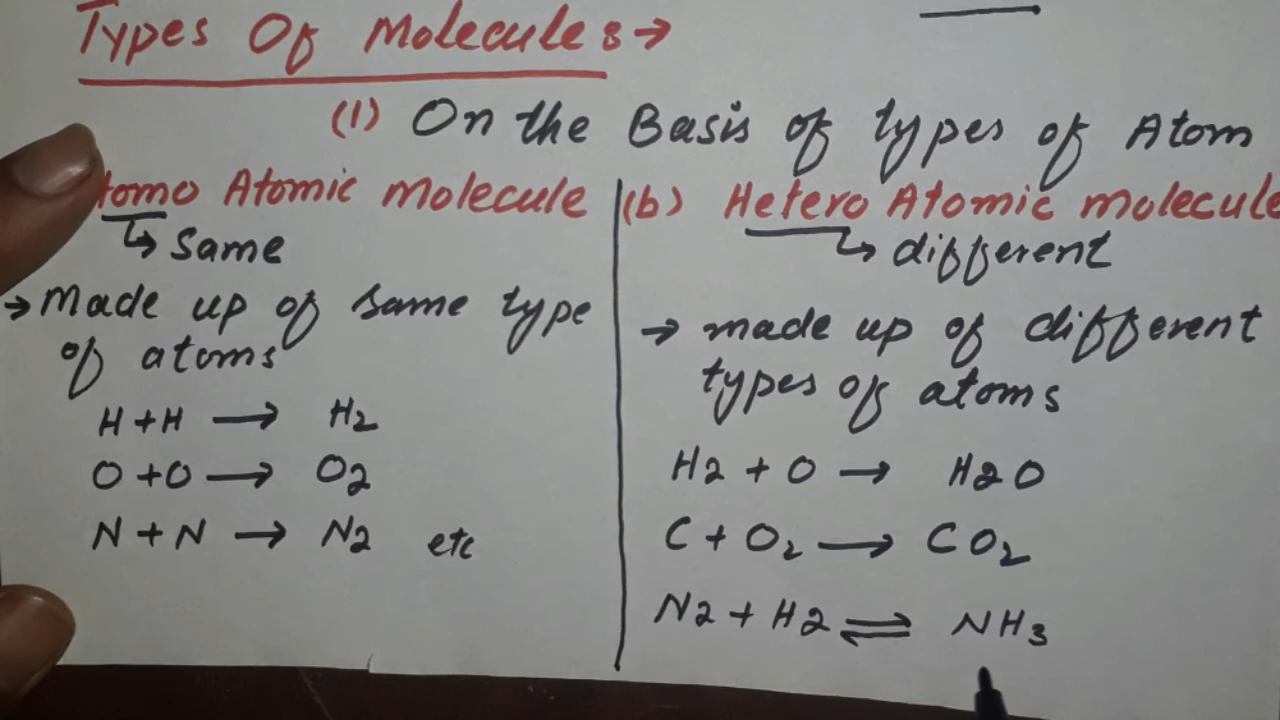 Types Of Molecules→
(1) On the Basis of types of Atom
Homo Atomic Molecule
↳ Same
→ Made up of same type
of atoms
H + H ⟶ H2
O + O ⟶ O2
N + N ⟶ N2 etc
(b) Hetero Atomic Molecule
↳ different
→ made up of different
types of atoms
H2 + O → H2O
C + O2 ⟶ CO2
N2 + H2 ⇌ NH3